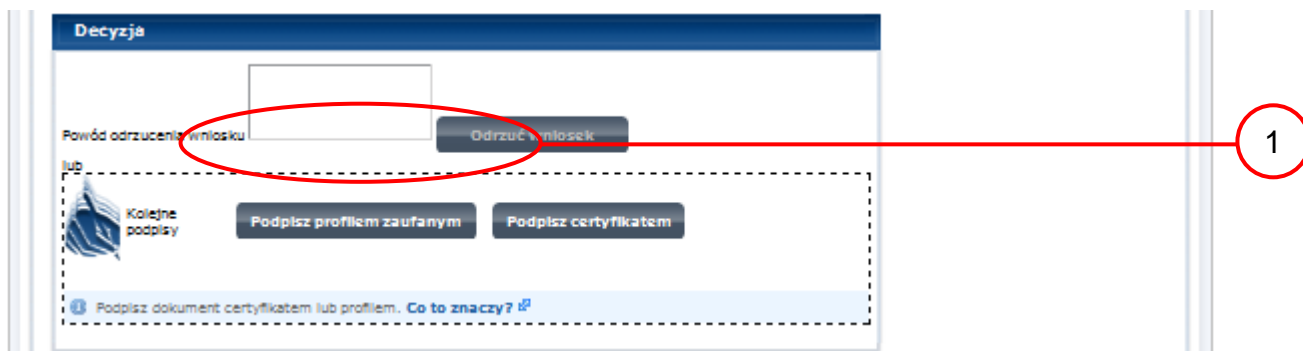 Decyzja
Powód odrzucenia wniosku
Odrzuć wniosek
1
lub
Kolejne
podpisy
Podpisz profilem zaufanym
Podpisz certyfikatem
Podpisz dokument certyfikatem lub profilem. Co to znaczy?